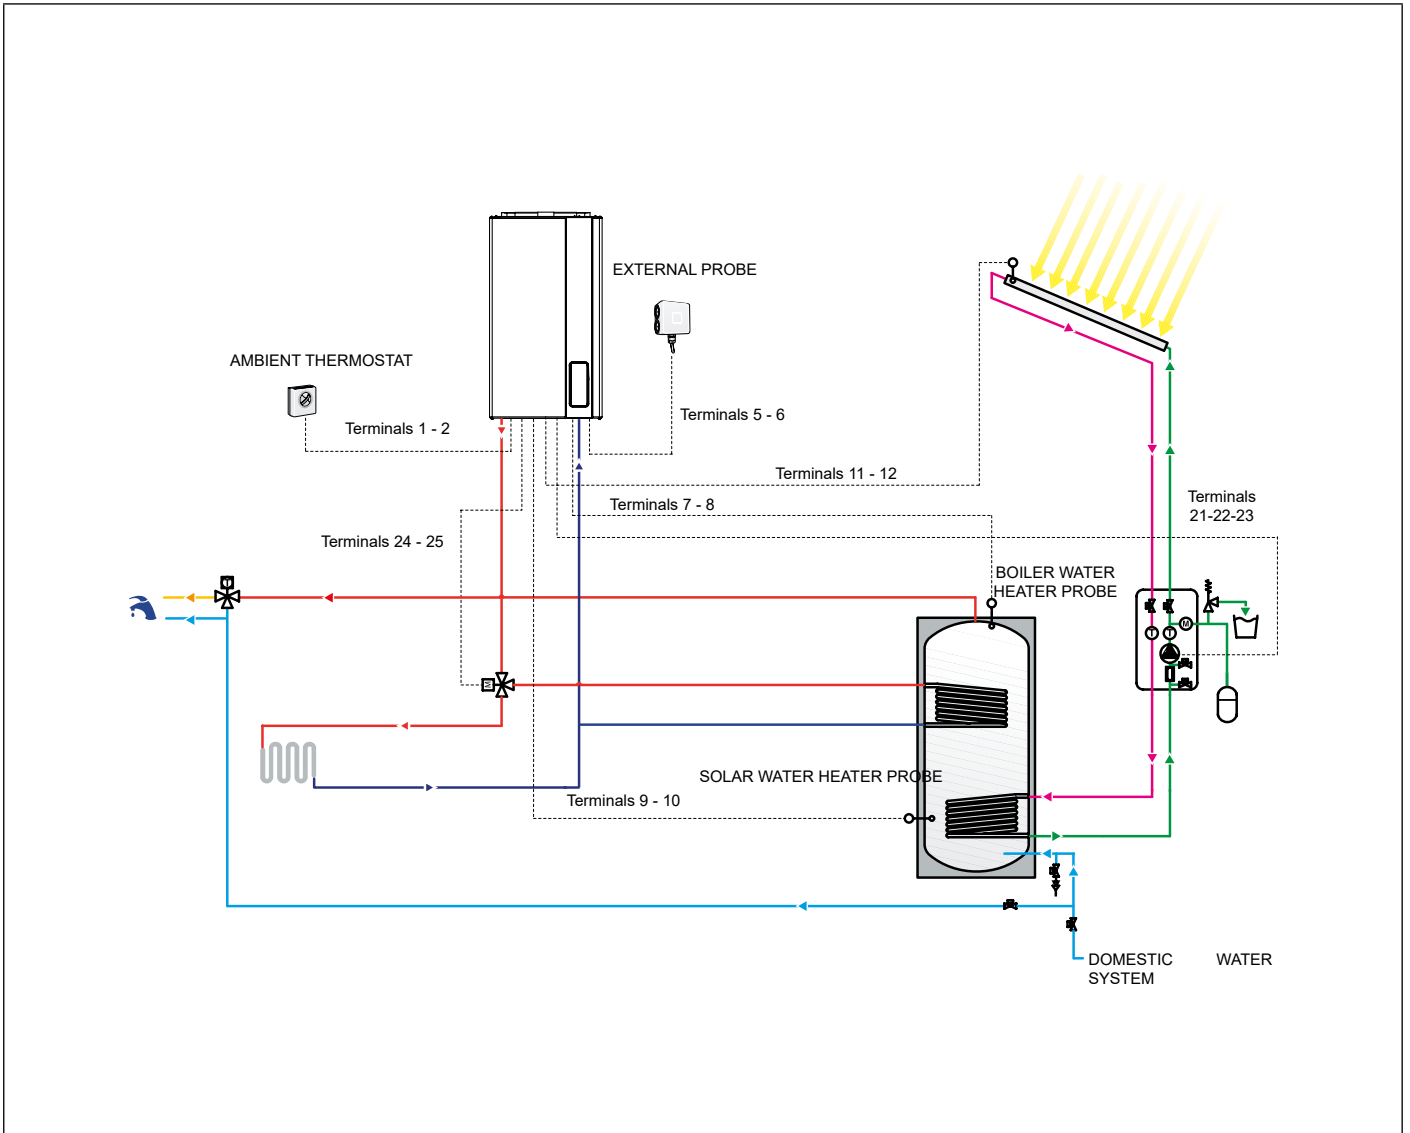 EXTERNAL PROBE
AMBIENT THERMOSTAT
Terminals 5 - 6
Terminals 1 - 2
Terminals 11 - 12
Terminals 7 - 8
Terminals
21-22-23
Terminals 24 - 25
BOILER WATER
HEATER PROBE
M
T
T
M
SOLAR WATER HEATER PROBE
Terminals 9 - 10
DOMESTIC WATER
SYSTEM